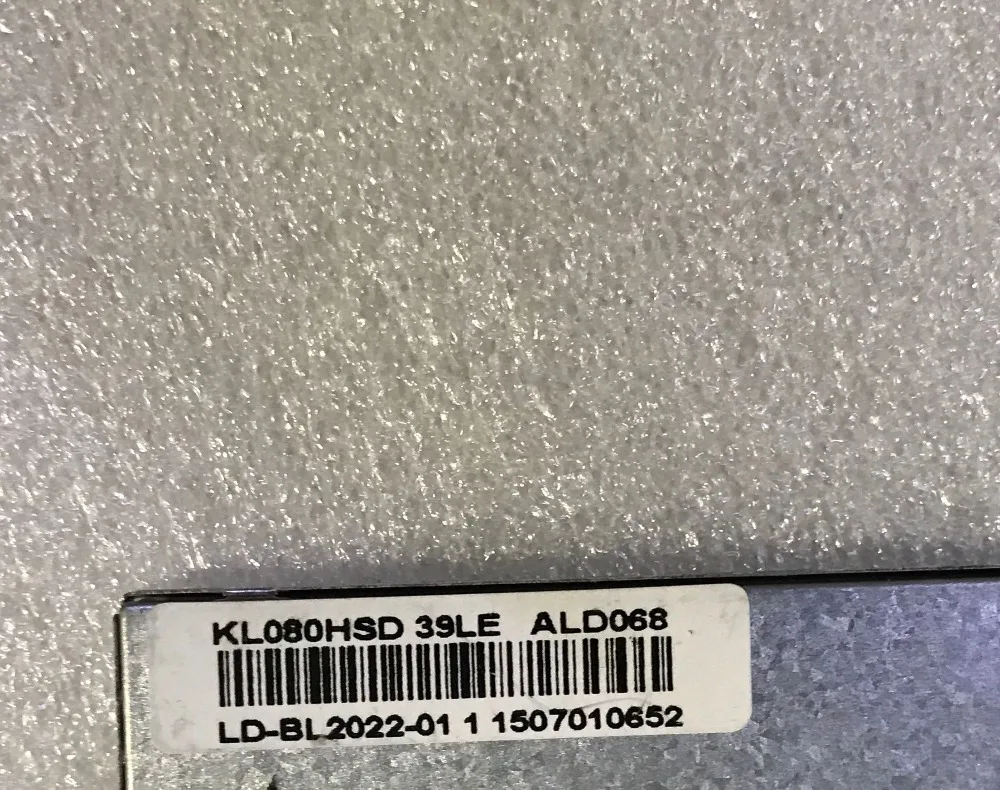 KL080HSD 39LE ALD068
LD-BL2022-01 1 1507010652